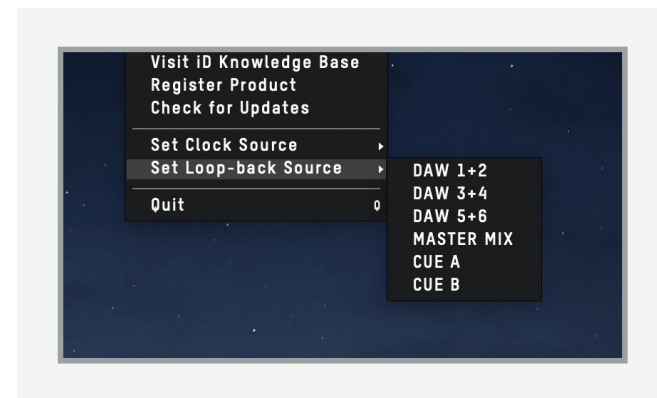 Visit iD Knowledge Base
Register Product
Check for Updates
Set Clock Source
Set Loop-back Source
Quit Q
DAW 1+2
DAW 3+4
DAW 5+6
MASTER MIX
CUE A
CUE B